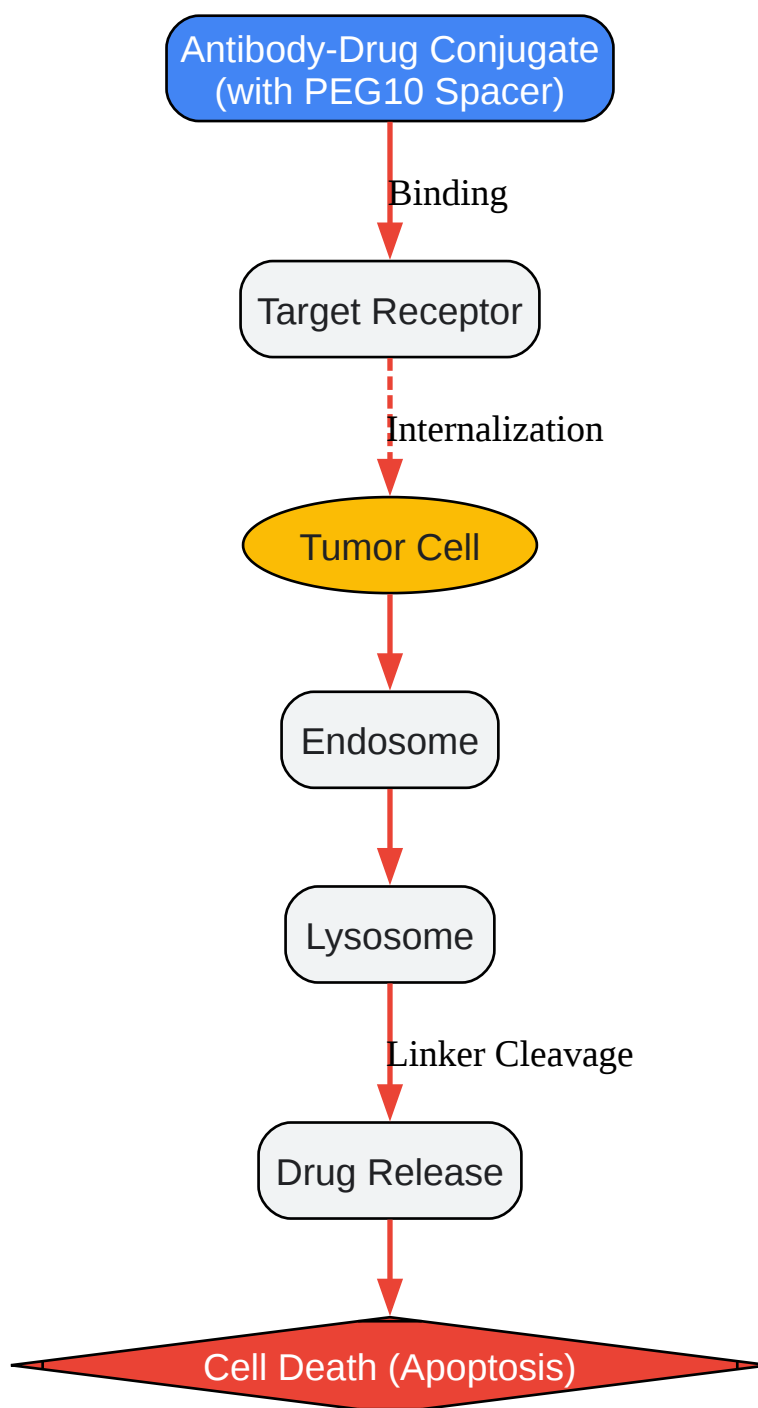 Antibody-Drug Conjugate
(with PEG10 Spacer)
Binding
Target Receptor
Internalization
Tumor Cell
Endosome
Lysosome
Linker Cleavage
Drug Release
Cell Death (Apoptosis)